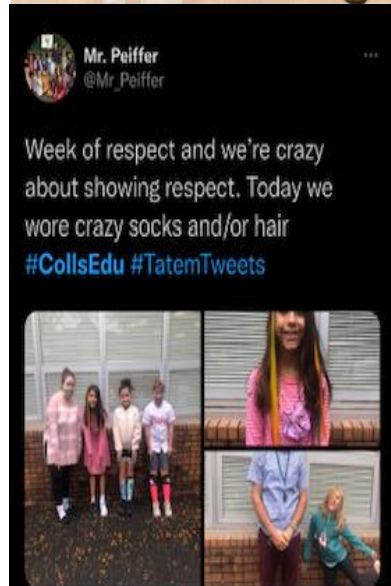 Mr. Peiffer
@Mr_Peiffer
Week of respect and we're crazy
about showing respect. Today we
wore crazy socks and/or hair
#CollsEdu #TatemTweets